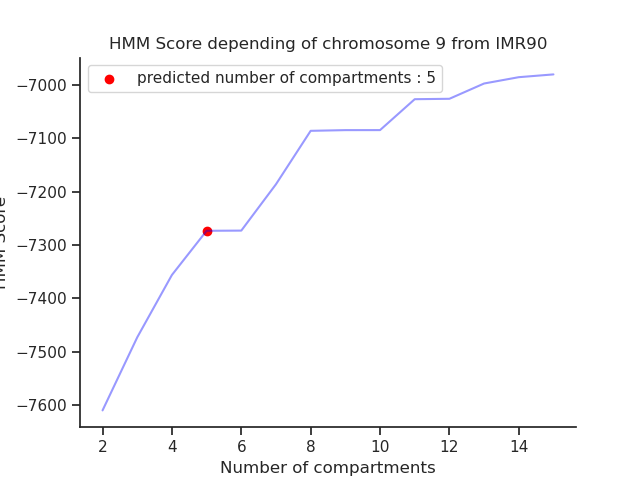 HMM Score depending of chromosome 9 from IMR90
predicted number of compartments : 5
−7000
−7100
−7200
−7300
−7400
−7500
−7600
HMM Score
2 4 6 8 10 12 14
Number of compartments